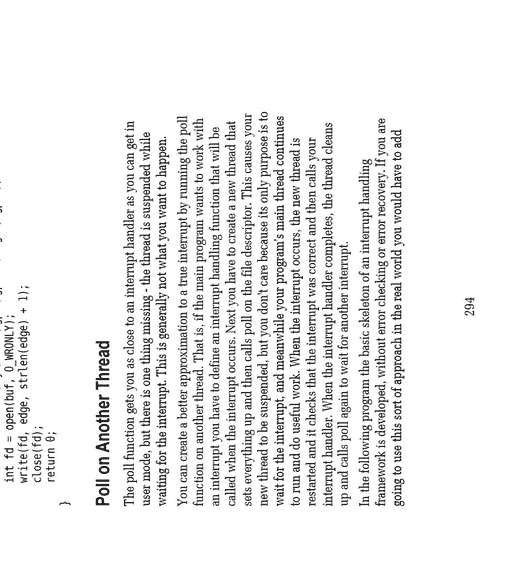 int fd = open(buf, O_WRONLY);
write(fd, edge, strlen(edge) + 1);
close(fd);
return 0;
}
Poll on Another Thread
The poll function gets you as close to an interrupt handler as you can get in
user mode, but there is one thing missing - the thread is suspended while
waiting for the interrupt. This is generally not what you want to happen.
You can create a better approximation to a true interrupt by running the poll
function on another thread. That is, if the main program wants to work with
an interrupt you have to define an interrupt handling function that will be
called when the interrupt occurs. Next you have to create a new thread that
sets everything up and then calls poll on the file descriptor. This causes your
new thread to be suspended, but you don't care because its only purpose is to
wait for the interrupt, and meanwhile your program's main thread continues
to run and do useful work. When the interrupt occurs, the new thread is
restarted and it checks that the interrupt was correct and then calls your
interrupt handler. When the interrupt handler completes, the thread cleans
up and calls poll again to wait for another interrupt.
In the following program the basic skeleton of an interrupt handling
framework is developed, without error checking or error recovery. If you are
going to use this sort of approach in the real world you would have to add
294